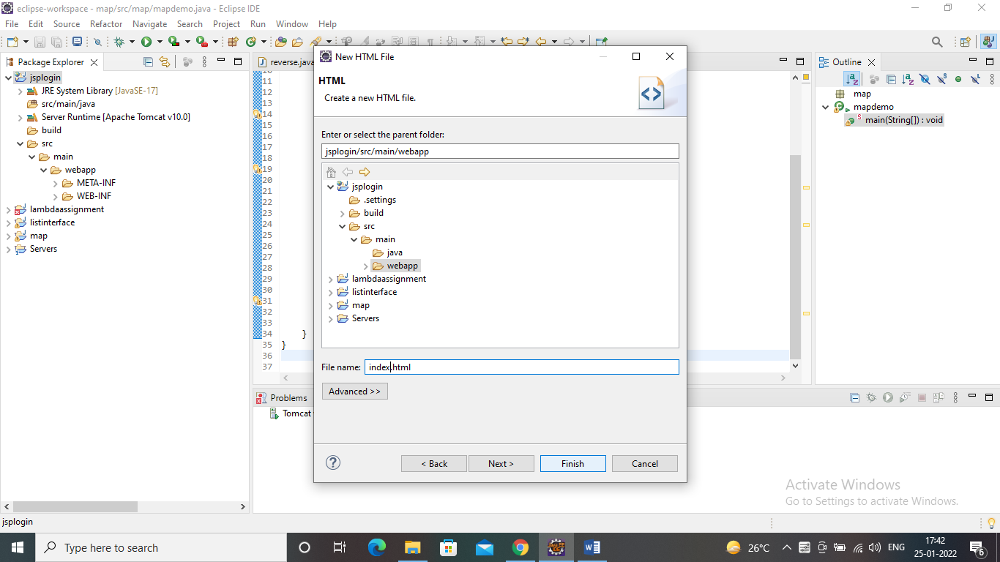 eclipse-workspace - map/src/map/mapdemo.java - Eclipse IDE
File Edit Source Refactor Navigate Search Project Run Window Help
Package Explorer
jsplogin
JRE System Library [JavaSE-17]
src/main/java
Server Runtime [Apache Tomcat v10.0]
build
src
main
webapp
META-INF
WEB-INF
lambdaassignment
listinterface
map
Servers
reverse.java
11
12
13
14
15
16
17
18
19
20
21
22
23
24
25
26
27
28
29
30
31
32
33
34 }
35 }
36
37
Problems
Tomcat
New HTML File
HTML
Create a new HTML file.
Enter or select the parent folder:
jsplogin/src/main/webapp
jsplogin
.settings
build
src
main
java
webapp
lambdaassignment
listinterface
map
Servers
File name: index.html
Advanced >>
< Back Next > Finish Cancel
Outline
map
mapdemo
main(String[]) : void
Activate Windows
Go to Settings to activate Windows.
jsplogin
Type here to search
26°C ENG 17:42
25-01-2022
6